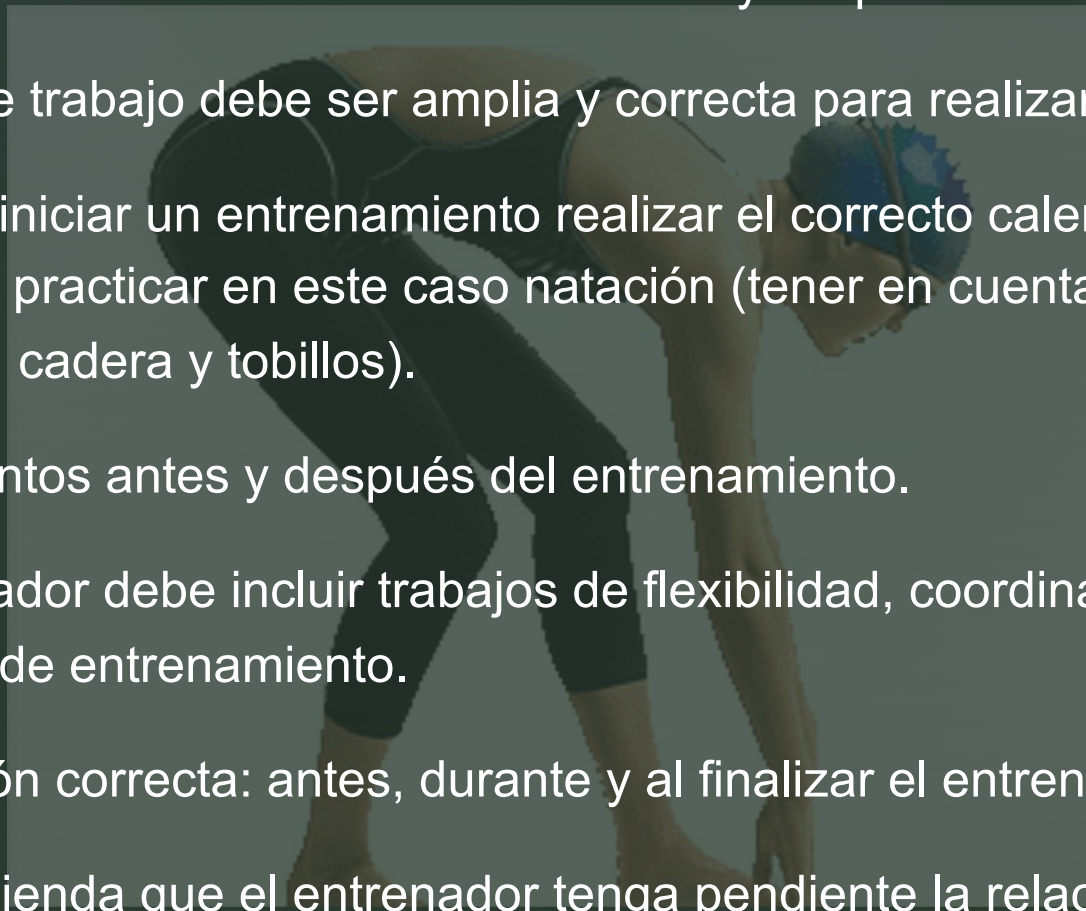 e trabajo debe ser amplia y correcta para realizar
iniciar un entrenamiento realizar el correcto caler
practicar en este caso natación (tener en cuenta
cadera y tobillos).
ntos antes y después del entrenamiento.
ador debe incluir trabajos de flexibilidad, coordina
de entrenamiento.
ón correcta: antes, durante y al finalizar el entren
ienda que el entrenador tenga pendiente la relac